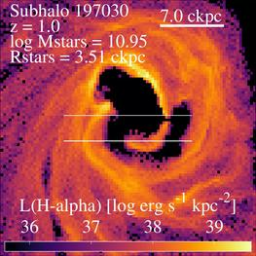 Subhalo 197030
7.0 ckpc
z = 1.0
log Mstars = 10.95
Rstars = 3.51 ckpc
L(H-alpha) [log erg s⁻¹ kpc⁻²]
36 37 38 39